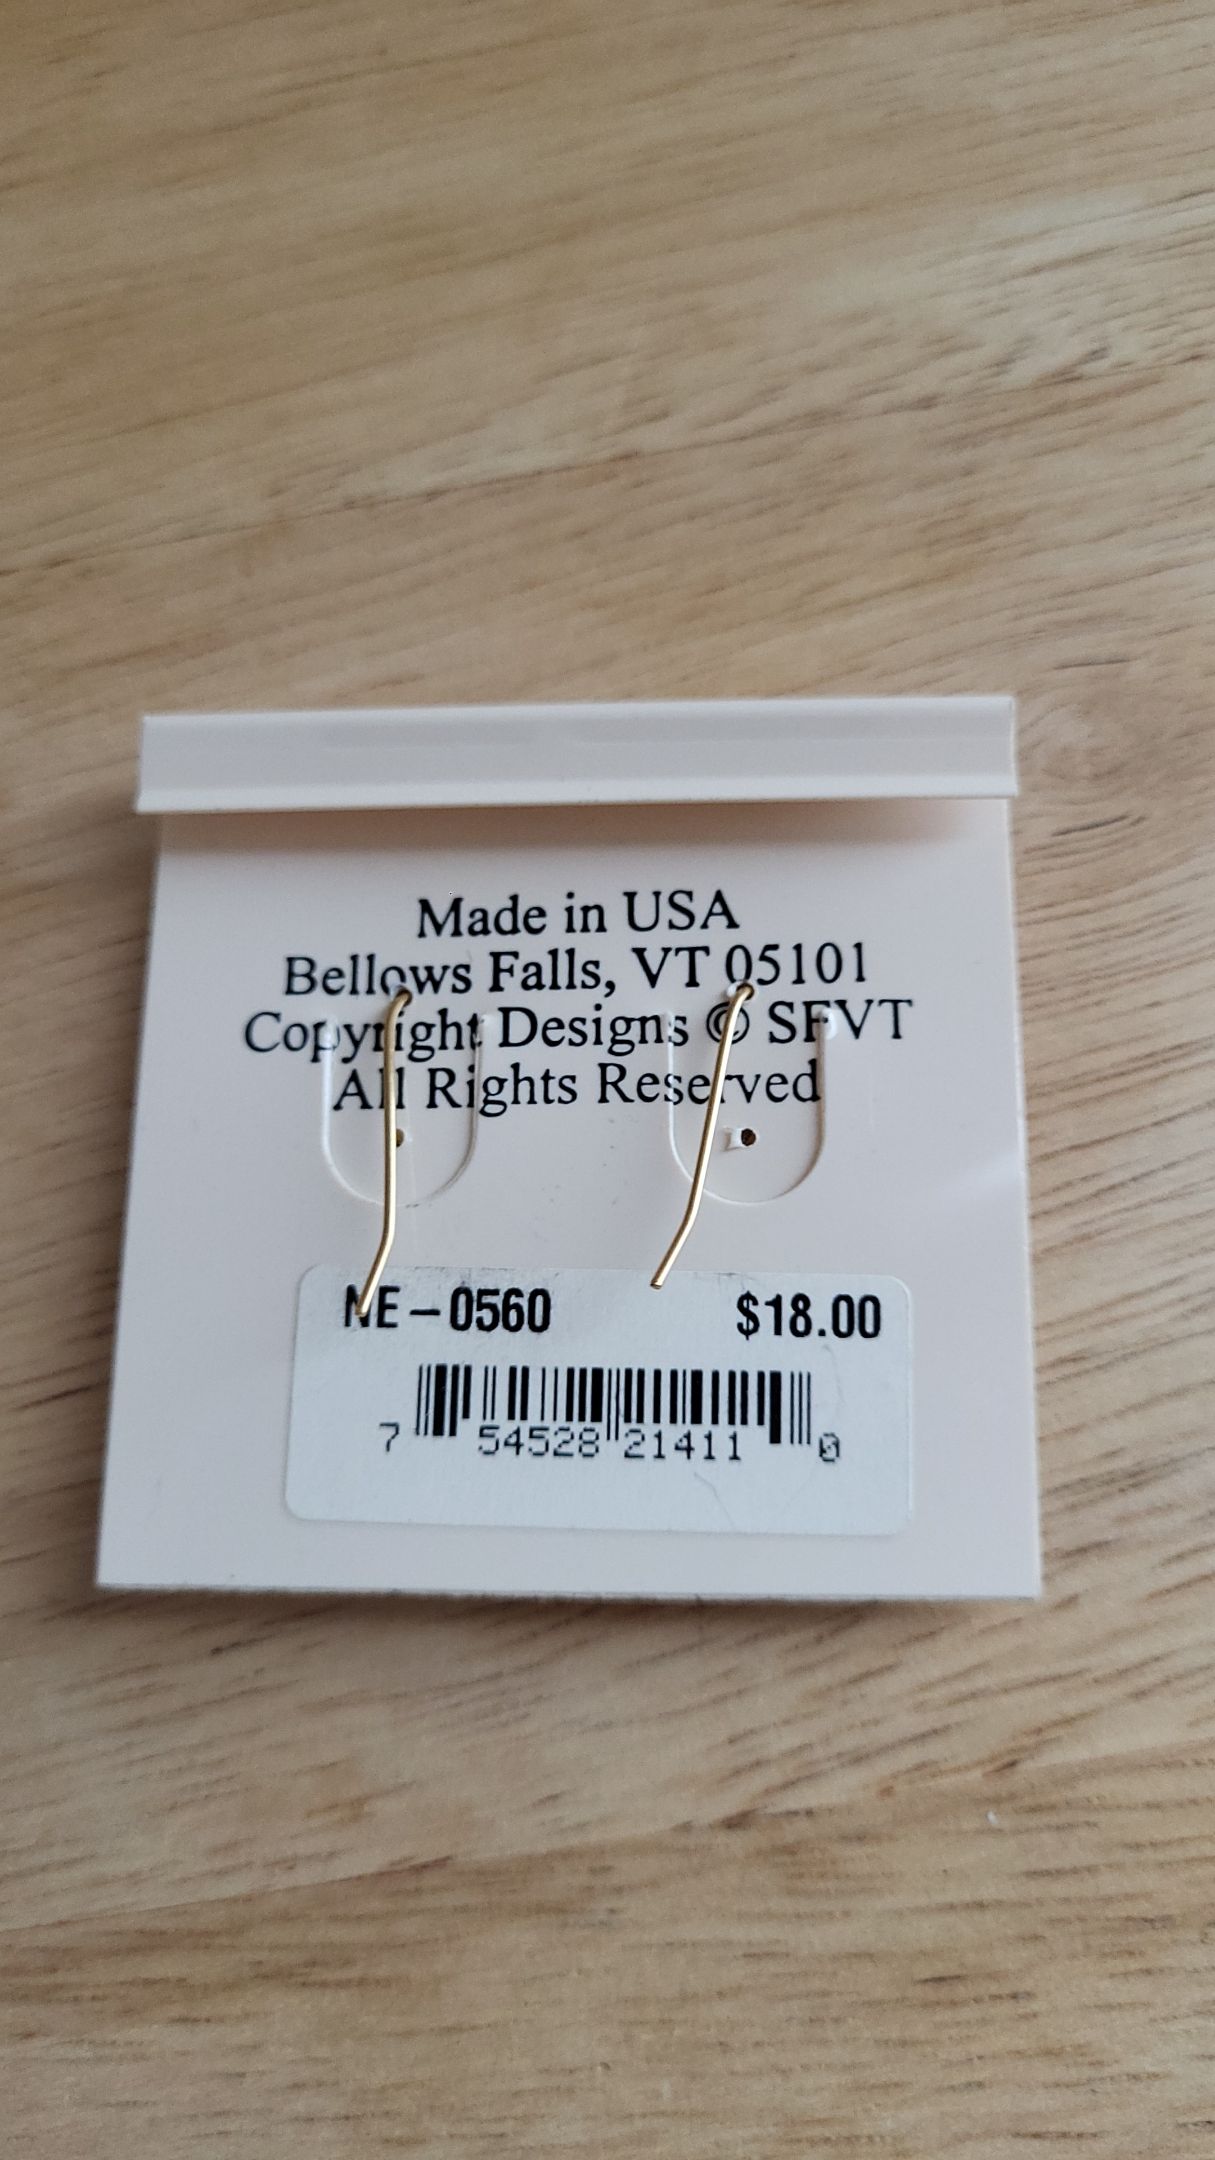 Made in USA
Bellows Falls, VT 05101
Copyright Designs © SFVT
All Rights Reserved
NE-0560 $18.00
7 54528 21411 0